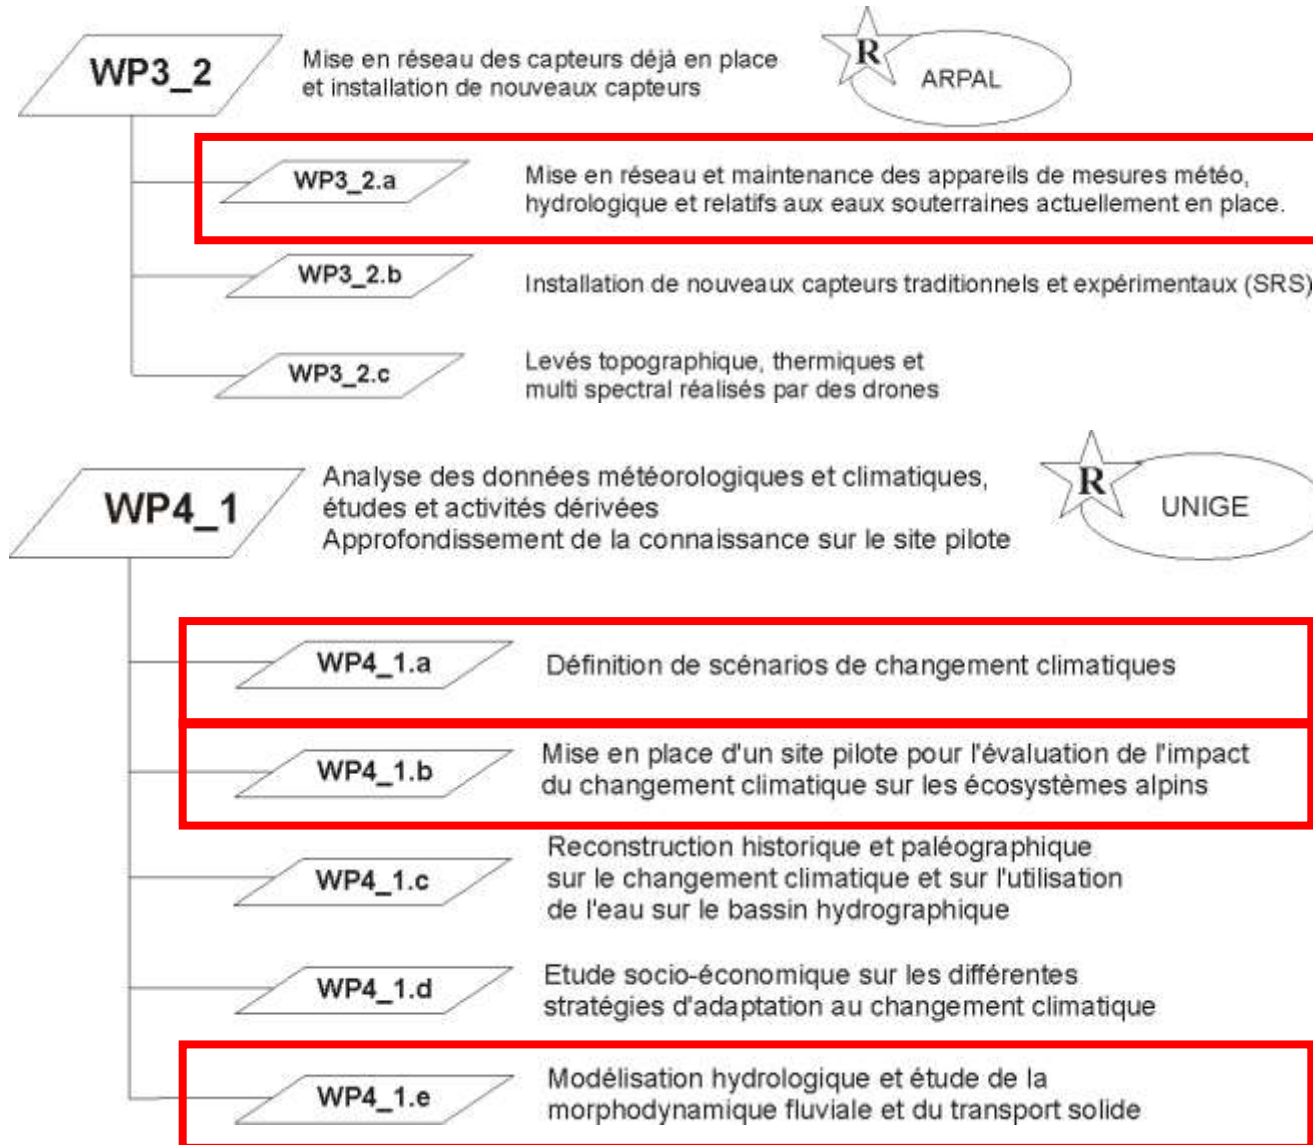 WP3_2
Mise en réseau des capteurs déjà en place
et installation de nouveaux capteurs
R
ARPAL
WP3_2.a
Mise en réseau et maintenance des appareils de mesures météo,
hydrologique et relatifs aux eaux souterraines actuellement en place.
WP3_2.b
Installation de nouveaux capteurs traditionnels et expérimentaux (SRS)
WP3_2.c
Levés topographique, thermiques et
multi spectral réalisés par des drones
WP4_1
Analyse des données météorologiques et climatiques,
études et activités dérivées
Approfondissement de la connaissance sur le site pilote
R
UNIGE
WP4_1.a
Définition de scénarios de changement climatiques
WP4_1.b
Mise en place d'un site pilote pour l'évaluation de l'impact
du changement climatique sur les écosystèmes alpins
WP4_1.c
Reconstruction historique et paléographique
sur le changement climatique et sur l'utilisation
de l'eau sur le bassin hydrographique
WP4_1.d
Etude socio-économique sur les différentes
stratégies d'adaptation au changement climatique
WP4_1.e
Modélisation hydrologique et étude de la
morphodynamique fluviale et du transport solide